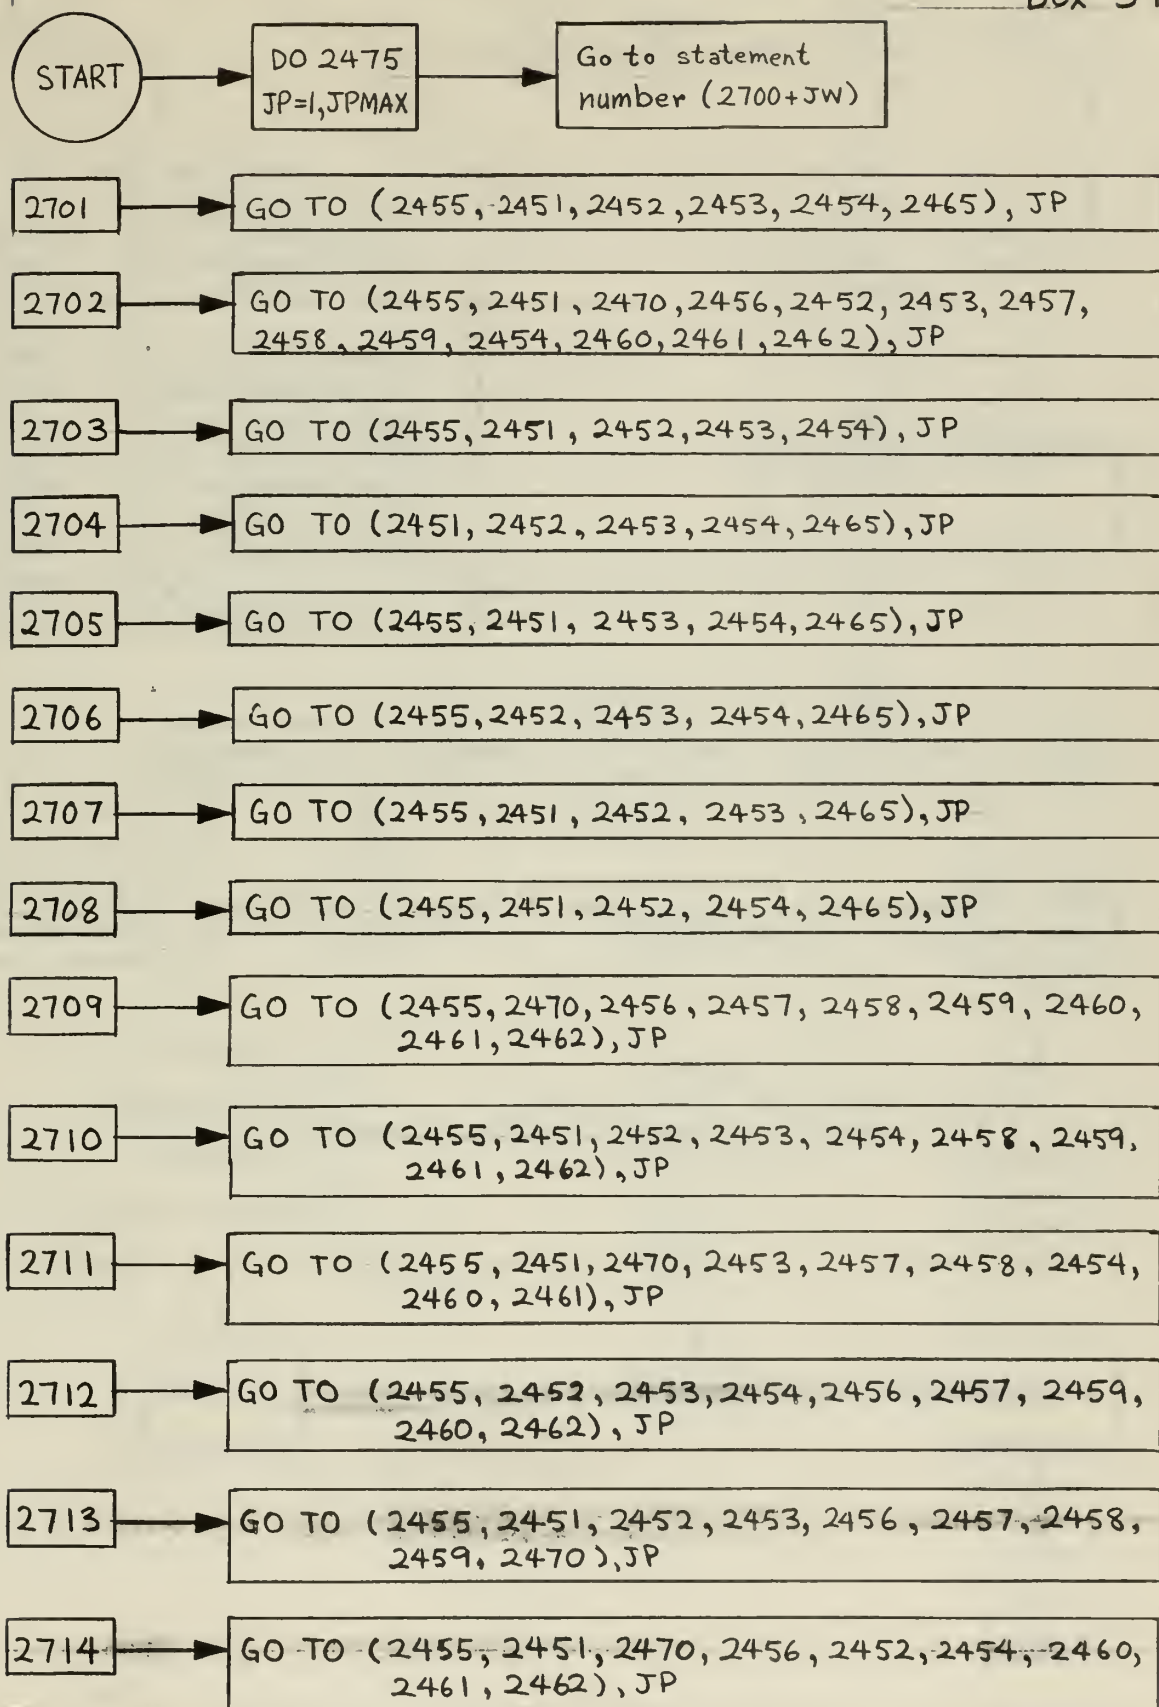 Box 3
START
DO 2475
JP=1,JPMAX
Go to statement
number (2700+JW)
2701
GO TO (2455, 2451, 2452, 2453, 2454, 2465), JP
2702
GO TO (2455, 2451, 2470, 2456, 2452, 2453, 2457,
2458, 2459, 2454, 2460, 2461, 2462), JP
2703
GO TO (2455, 2451, 2452, 2453, 2454), JP
2704
GO TO (2451, 2452, 2453, 2454, 2465), JP
2705
GO TO (2455, 2451, 2453, 2454, 2465), JP
2706
GO TO (2455, 2452, 2453, 2454, 2465), JP
2707
GO TO (2455, 2451, 2452, 2453, 2465), JP
2708
GO TO (2455, 2451, 2452, 2454, 2465), JP
2709
GO TO (2455, 2470, 2456, 2457, 2458, 2459, 2460,
2461, 2462), JP
2710
GO TO (2455, 2451, 2452, 2453, 2454, 2458, 2459,
2461, 2462), JP
2711
GO TO (2455, 2451, 2470, 2453, 2457, 2458, 2454,
2460, 2461), JP
2712
GO TO (2455, 2452, 2453, 2454, 2456, 2457, 2459,
2460, 2462), JP
2713
GO TO (2455, 2451, 2452, 2453, 2456, 2457, 2458,
2459, 2470), JP
2714
GO TO (2455, 2451, 2470, 2456, 2452, 2454, 2460,
2461, 2462), JP